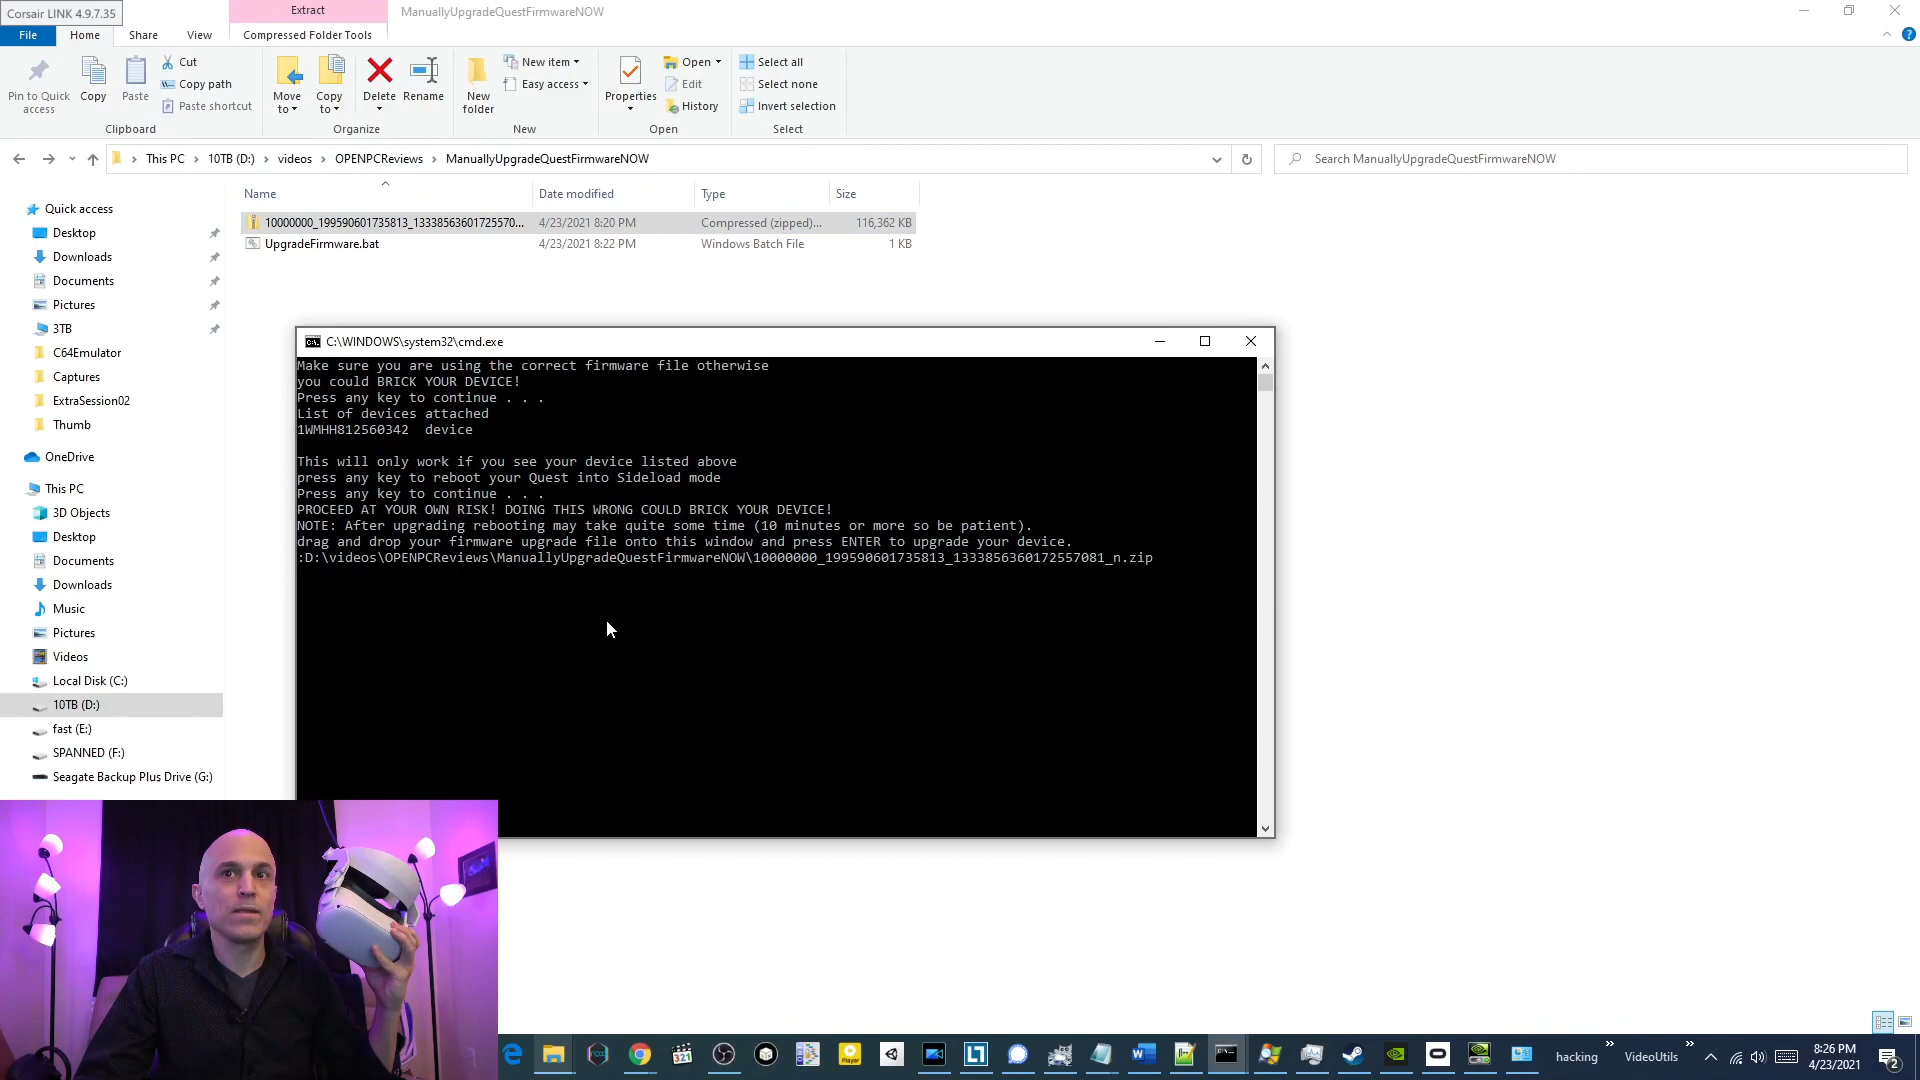 Corsair LINK 4.9.7.35
Extract
ManuallyUpgradeQuestFirmwareNOW
File
Home
Share
View
Compressed Folder Tools
Pin to Quick access
Copy
Paste
Cut
Copy path
Paste shortcut
Clipboard
Move to
Copy to
Delete
Rename
Organize
New folder
New item
Easy access
New
Properties
Open
Edit
History
Open
Select all
Select none
Invert selection
Select
This PC > 10TB (D:) > videos > OPENPCReviews > ManuallyUpgradeQuestFirmwareNOW
Search ManuallyUpgradeQuestFirmwareNOW
Name
Date modified
Type
Size
10000000_199590601735813_13338563601725570...
4/23/2021 8:20 PM
Compressed (zipped)...
116,362 KB
UpgradeFirmware.bat
4/23/2021 8:22 PM
Windows Batch File
1 KB
Quick access
Desktop
Downloads
Documents
Pictures
3TB
C64Emulator
Captures
ExtraSession02
Thumb
OneDrive
This PC
3D Objects
Desktop
Documents
Downloads
Music
Pictures
Videos
Local Disk (C:)
10TB (D:)
fast (E:)
SPANNED (F:)
Seagate Backup Plus Drive (G:)
C:\WINDOWS\system32\cmd.exe
Make sure you are using the correct firmware file otherwise
you could BRICK YOUR DEVICE!
Press any key to continue . . .
List of devices attached
1WMHH812560342 device
This will only work if you see your device listed above
press any key to reboot your Quest into Sideload mode
Press any key to continue . . .
PROCEED AT YOUR OWN RISK! DOING THIS WRONG COULD BRICK YOUR DEVICE!
NOTE: After upgrading rebooting may take quite some time (10 minutes or more so be patient).
drag and drop your firmware upgrade file onto this window and press ENTER to upgrade your device.
:D:\videos\OPENPCReviews\ManuallyUpgradeQuestFirmwareNOW\10000000_199590601735813_1333856360172557081_n.zip
321
Player
hacking
VideoUtils
8:26 PM
4/23/2021
2